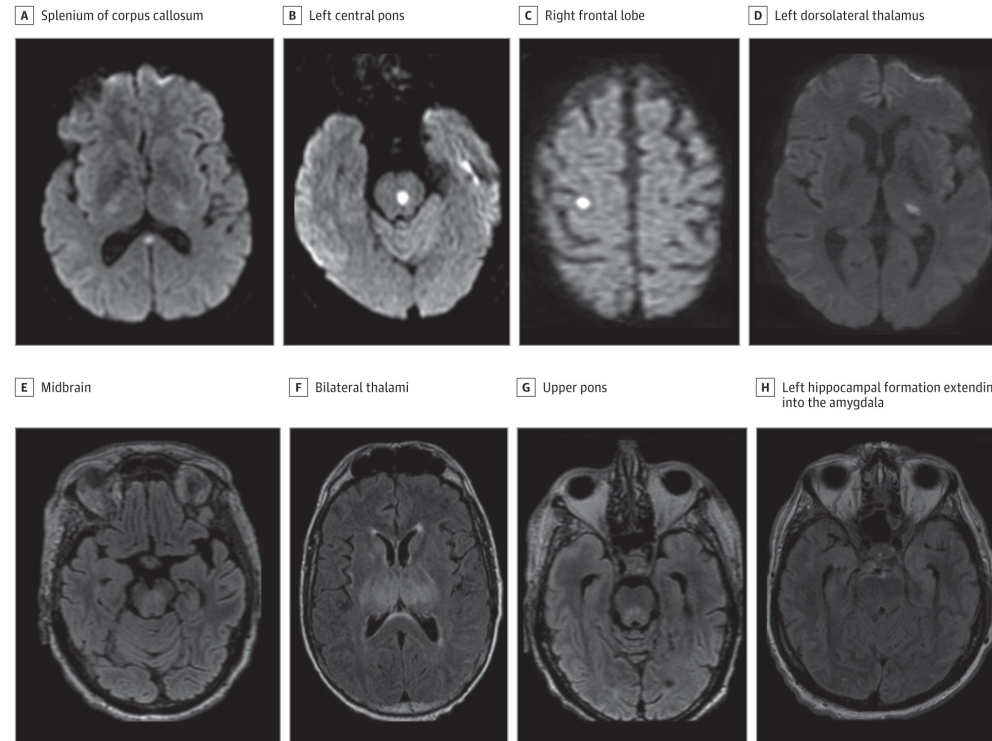 A Splenium of corpus callosum
B Left central pons
C Right frontal lobe
D Left dorsolateral thalamus
E Midbrain
F Bilateral thalami
G Upper pons
H Left hippocampal formation extendin
into the amygdala